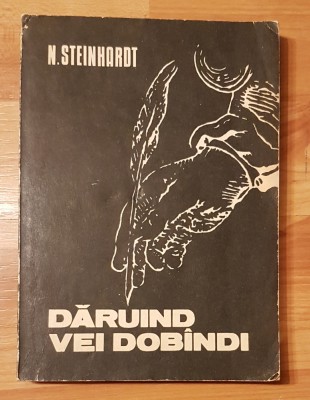 N. STEINHARDT
DĂRUIND
VEI DOBÎNDI